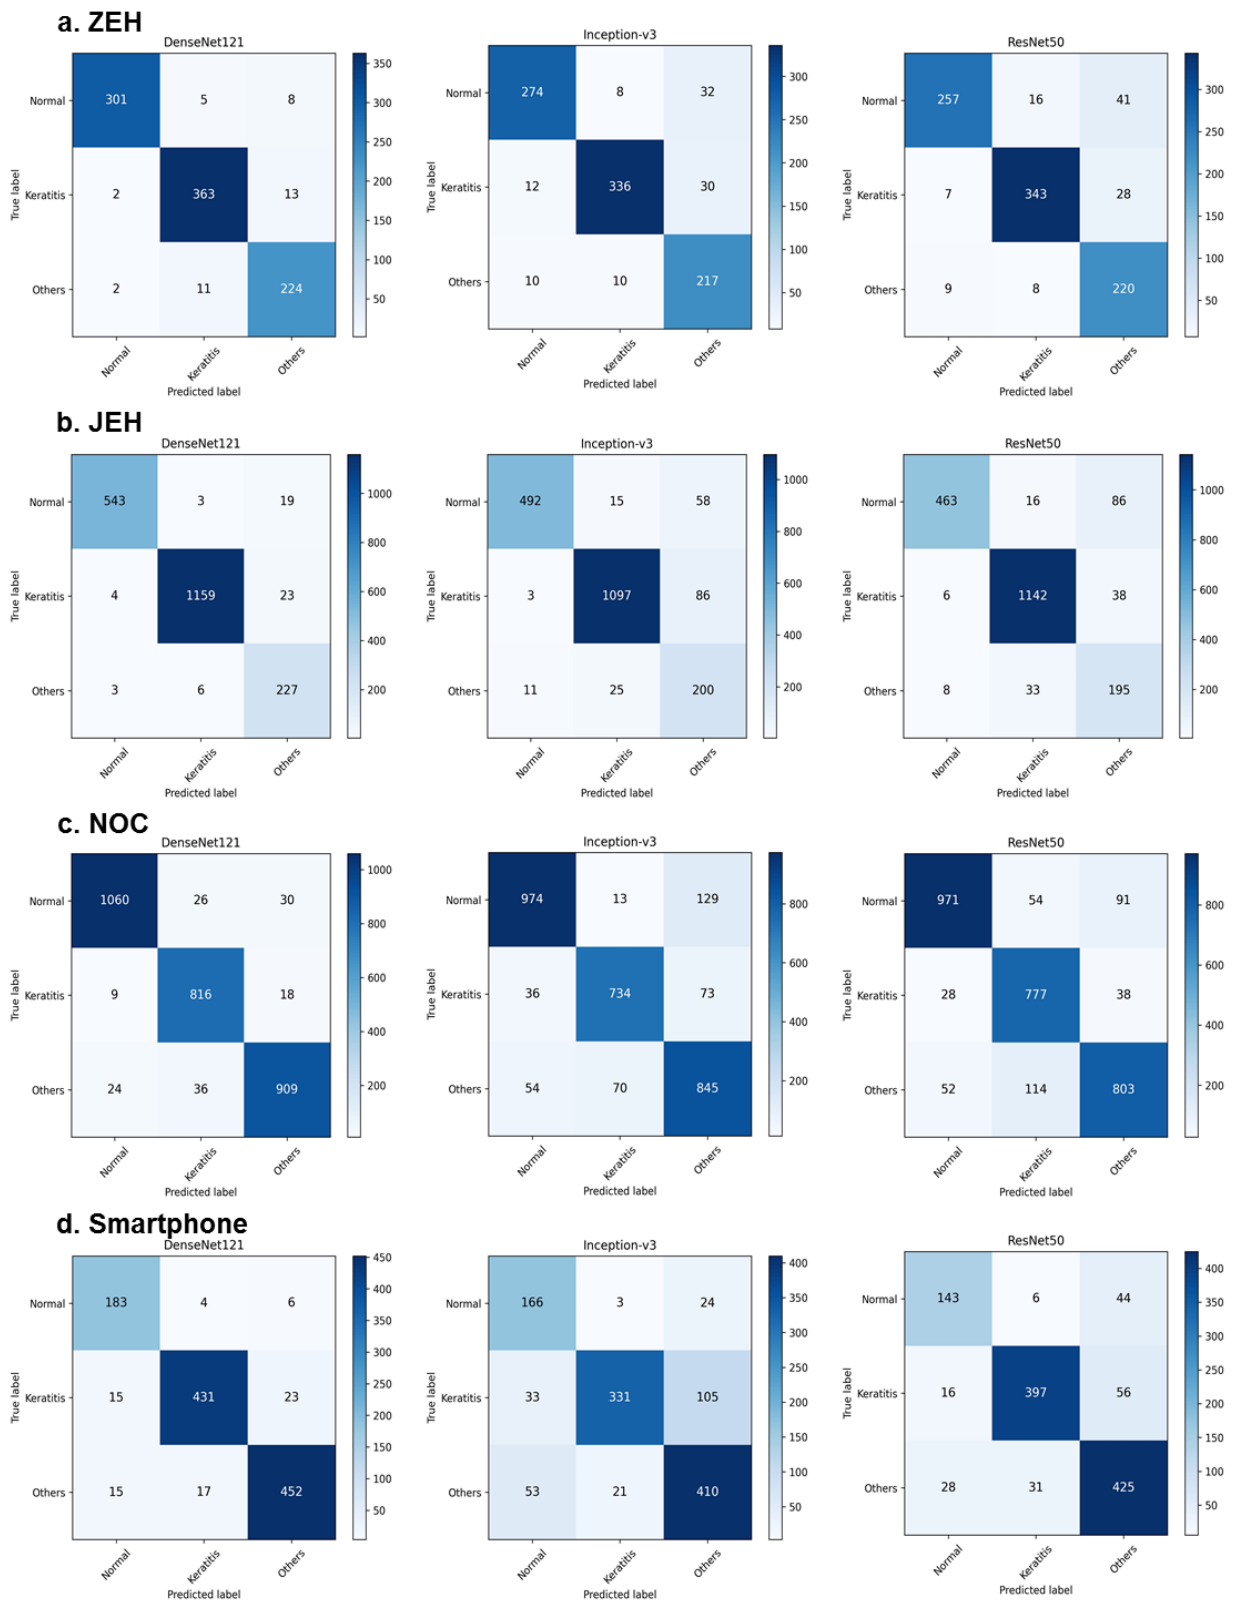 a. ZEH
DenseNet121
Inception-v3
ResNet50
True label
Normal
Keratitis
Others
301 5 8
2 363 13
2 11 224
Normal
Keratitis
Others
Predicted label
350
300
250
200
150
100
50
True label
Normal
Keratitis
Others
274 8 32
12 336 30
10 10 217
Normal
Keratitis
Others
Predicted label
300
250
200
150
100
50
True label
Normal
Keratitis
Others
257 16 41
7 343 28
9 8 220
Normal
Keratitis
Others
Predicted label
300
250
200
150
100
50
b. JEH
DenseNet121
Inception-v3
ResNet50
True label
Normal
Keratitis
Others
543 3 19
4 1159 23
3 6 227
Normal
Keratitis
Others
Predicted label
1000
800
600
400
200
True label
Normal
Keratitis
Others
492 15 58
3 1097 86
11 25 200
Normal
Keratitis
Others
Predicted label
1000
800
600
400
200
True label
Normal
Keratitis
Others
463 16 86
6 1142 38
8 33 195
Normal
Keratitis
Others
Predicted label
1000
800
600
400
200
c. NOC
DenseNet121
Inception-v3
ResNet50
True label
Normal
Keratitis
Others
1060 26 30
9 816 18
24 36 909
Normal
Keratitis
Others
Predicted label
1000
800
600
400
200
True label
Normal
Keratitis
Others
974 13 129
36 734 73
54 70 845
Normal
Keratitis
Others
Predicted label
800
600
400
200
True label
Normal
Keratitis
Others
971 54 91
28 777 38
52 114 803
Normal
Keratitis
Others
Predicted label
800
600
400
200
d. Smartphone
DenseNet121
Inception-v3
ResNet50
True label
Normal
Keratitis
Others
183 4 6
15 431 23
15 17 452
Normal
Keratitis
Others
Predicted label
450
400
350
300
250
200
150
100
50
True label
Normal
Keratitis
Others
166 3 24
33 331 105
53 21 410
Normal
Keratitis
Others
Predicted label
400
350
300
250
200
150
100
50
True label
Normal
Keratitis
Others
143 6 44
16 397 56
28 31 425
Normal
Keratitis
Others
Predicted label
400
350
300
250
200
150
100
50